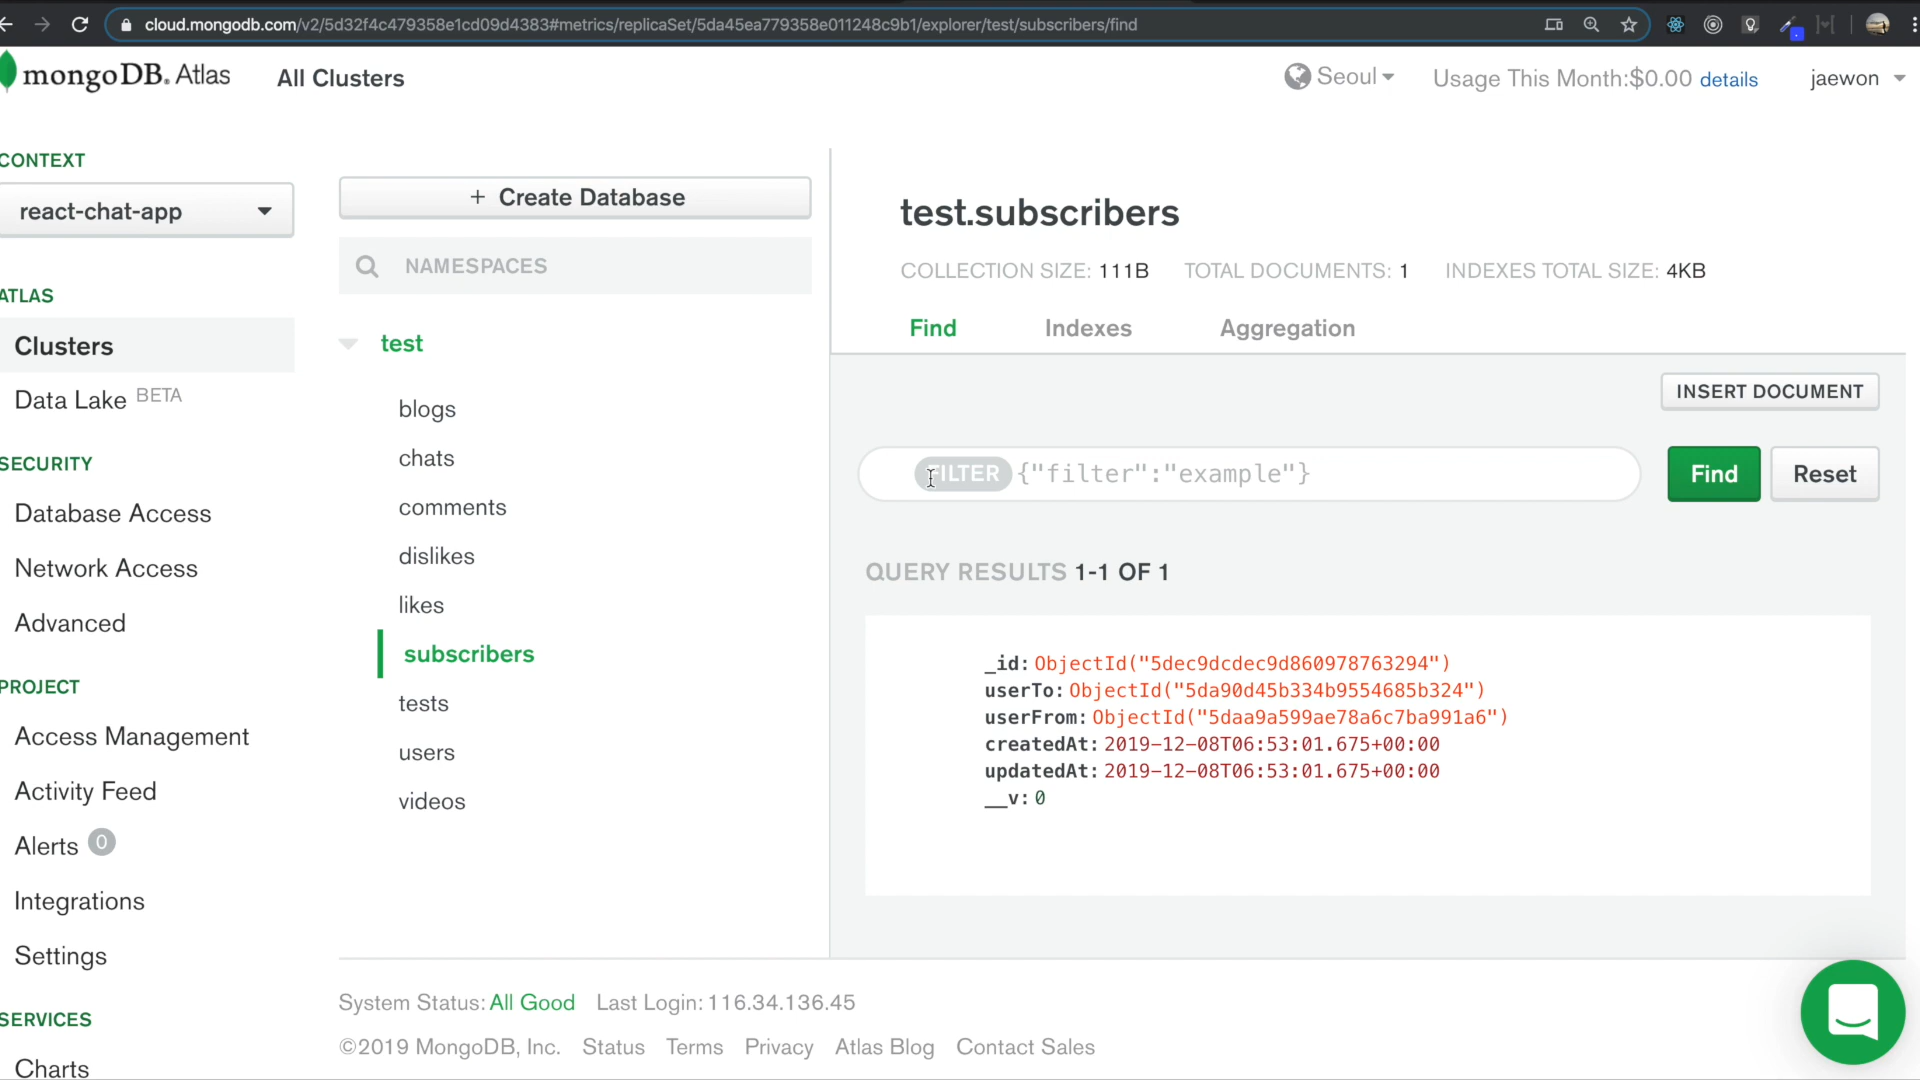 cloud.mongodb.com/v2/5d32f4c479358e1cd09d4383#metrics/replicaSet/5da45ea779358e011248c9b1/explorer/test/subscribers/find
mongoDB. Atlas
All Clusters
Seoul
Usage This Month:$0.00 details
jaewon
CONTEXT
react-chat-app
ATLAS
Clusters
Data Lake BETA
SECURITY
Database Access
Network Access
Advanced
PROJECT
Access Management
Activity Feed
Alerts 0
Integrations
Settings
SERVICES
Charts
+ Create Database
NAMESPACES
test
blogs
chats
comments
dislikes
likes
subscribers
tests
users
videos
test.subscribers
COLLECTION SIZE: 111B TOTAL DOCUMENTS: 1 INDEXES TOTAL SIZE: 4KB
Find Indexes Aggregation
INSERT DOCUMENT
FILTER {"filter":"example"}
Find
Reset
QUERY RESULTS 1-1 OF 1
_id: ObjectId("5dec9dcdec9d860978763294")
userTo: ObjectId("5da90d45b334b9554685b324")
userFrom: ObjectId("5daa9a599ae78a6c7ba991a6")
createdAt: 2019-12-08T06:53:01.675+00:00
updatedAt: 2019-12-08T06:53:01.675+00:00
__v: 0
System Status: All Good Last Login: 116.34.136.45
©2019 MongoDB, Inc. Status Terms Privacy Atlas Blog Contact Sales